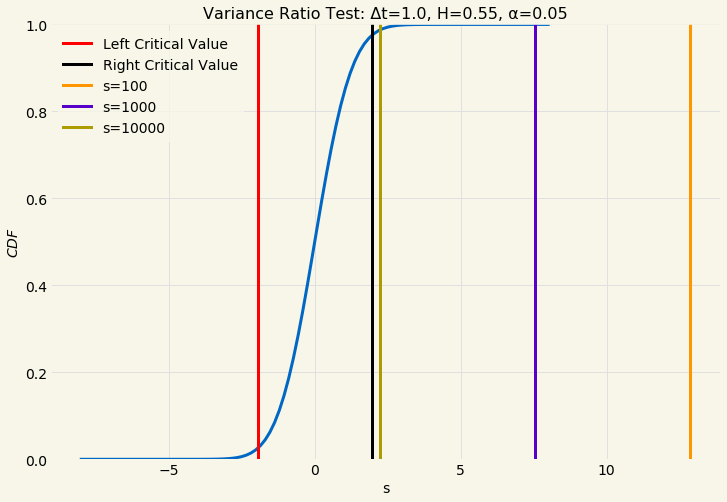 Variance Ratio Test: Δt=1.0, H=0.55, α=0.05
1.0
0.8
0.6
0.4
0.2
0.0
CDF
Left Critical Value
Right Critical Value
s=100
s=1000
s=10000
−5
0
5
10
s